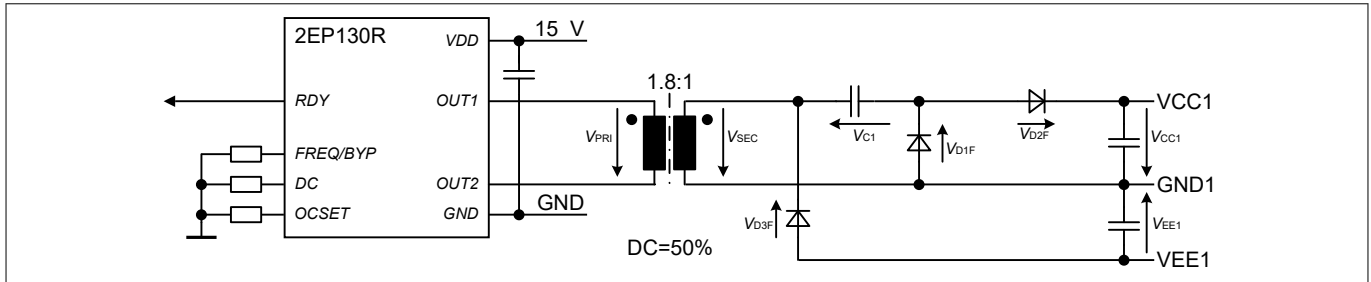 2EP130R
VDD
15 V
1.8:1
RDY
OUT1
VCC1
VPRI
VSEC
VC1
VD1F
VD2F
VCC1
FREQ/BYP
DC
OUT2
GND1
OCSET
GND
GND
VD3F
VEE1
DC=50%
VEE1